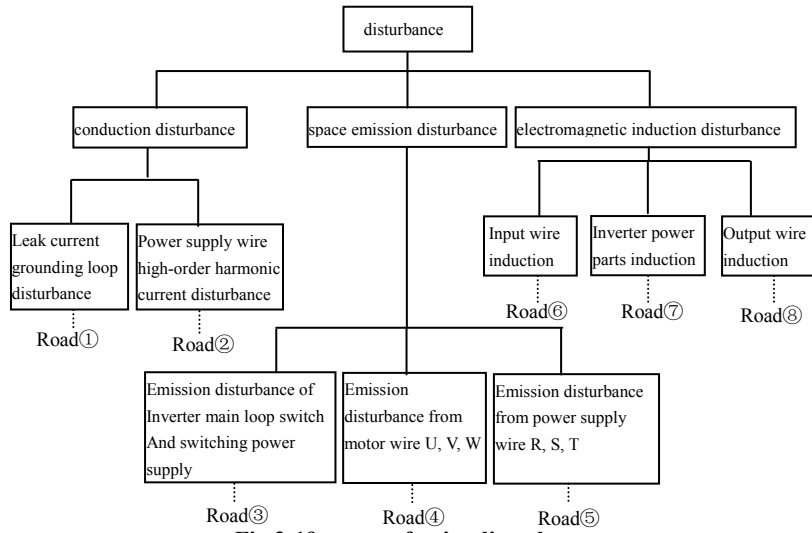 disturbance
conduction disturbance
space emission disturbance
electromagnetic induction disturbance
Leak current
grounding loop
disturbance
Power supply wire
high-order harmonic
current disturbance
Input wire
induction
Inverter power
parts induction
Output wire
induction
Road①
Road②
Road⑥
Road⑦
Road⑧
Emission disturbance of
Inverter main loop switch
And switching power
supply
Emission
disturbance from
motor wire U, V, W
Emission disturbance
from power supply
wire R, S, T
Road③
Road④
Road⑤